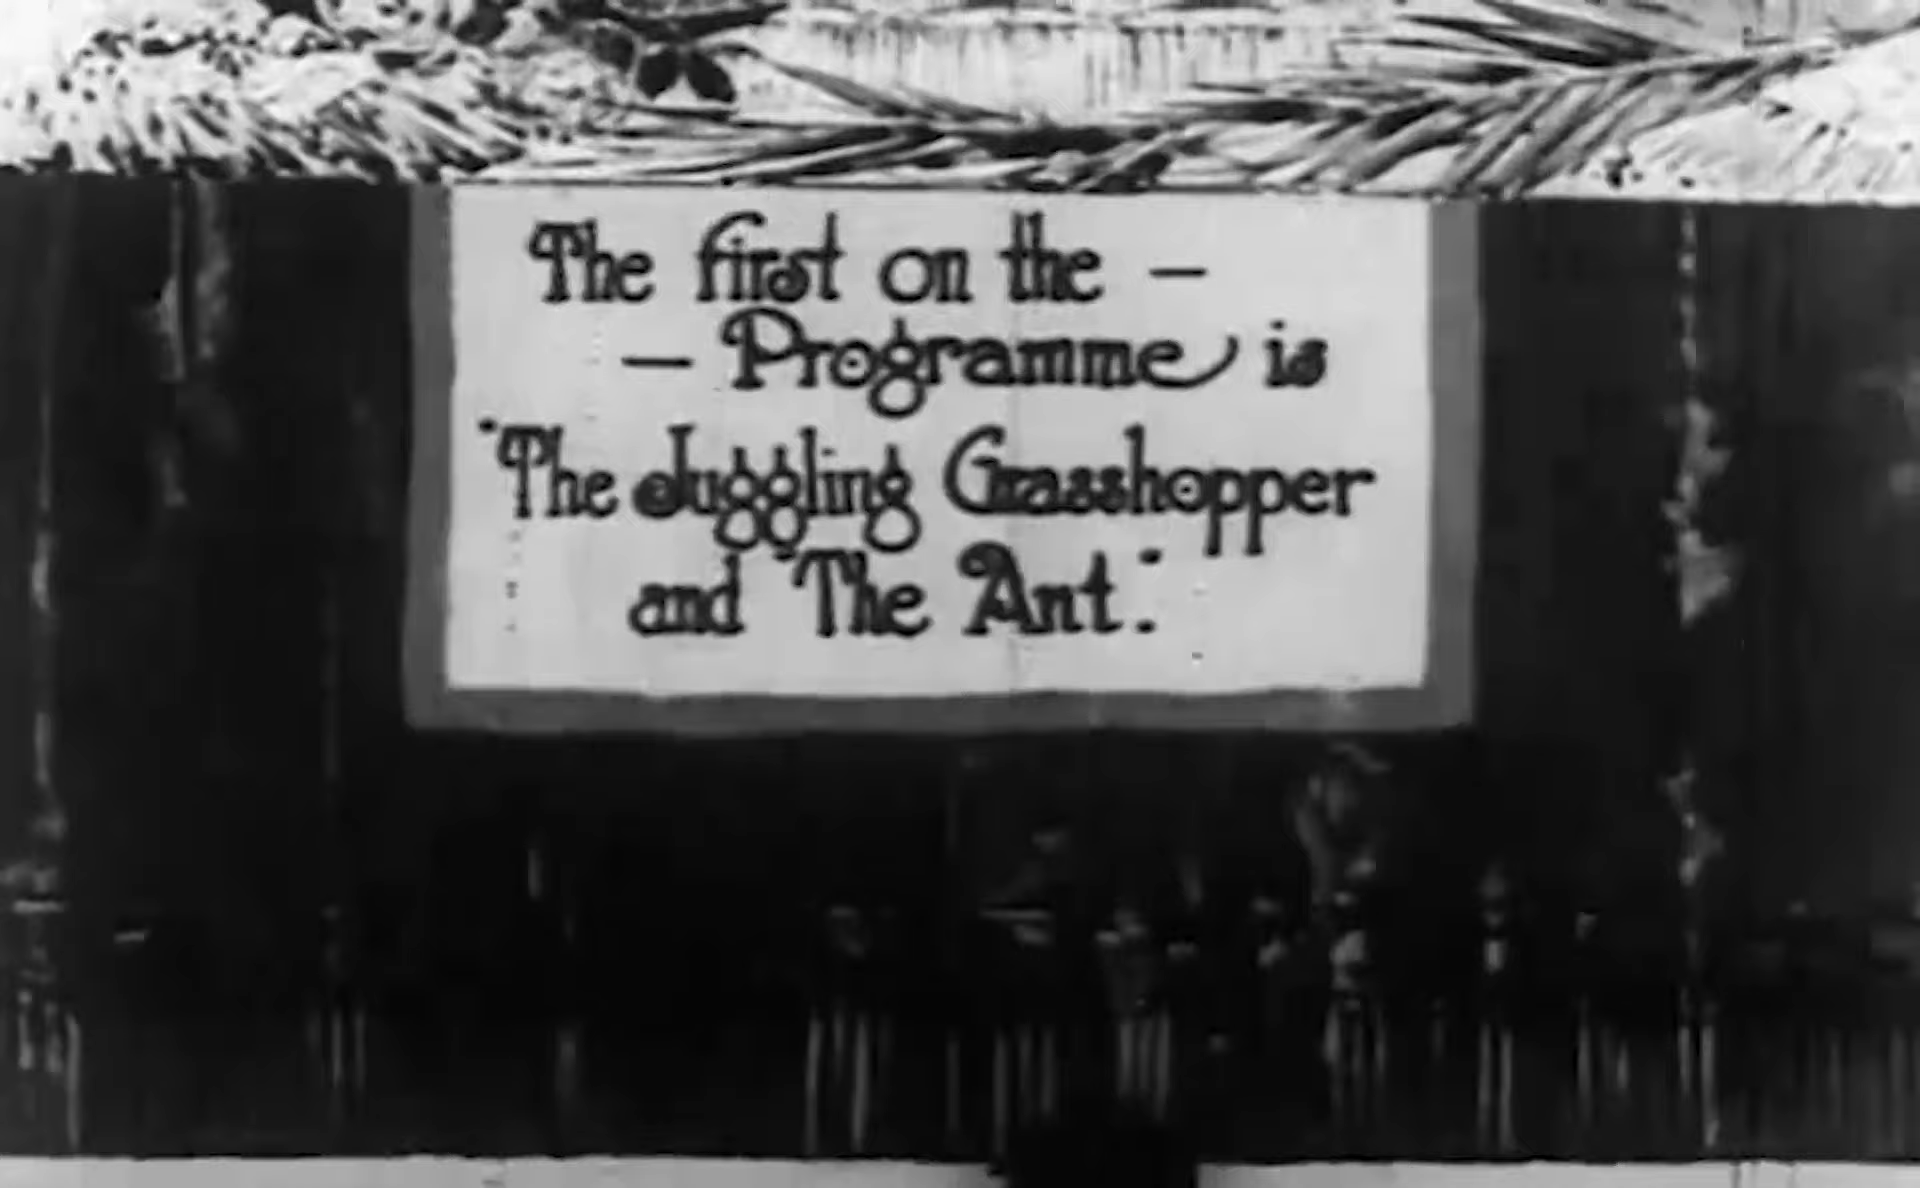 The first on the —
— Programme is
"The Juggling Grasshopper
and "The Ant."